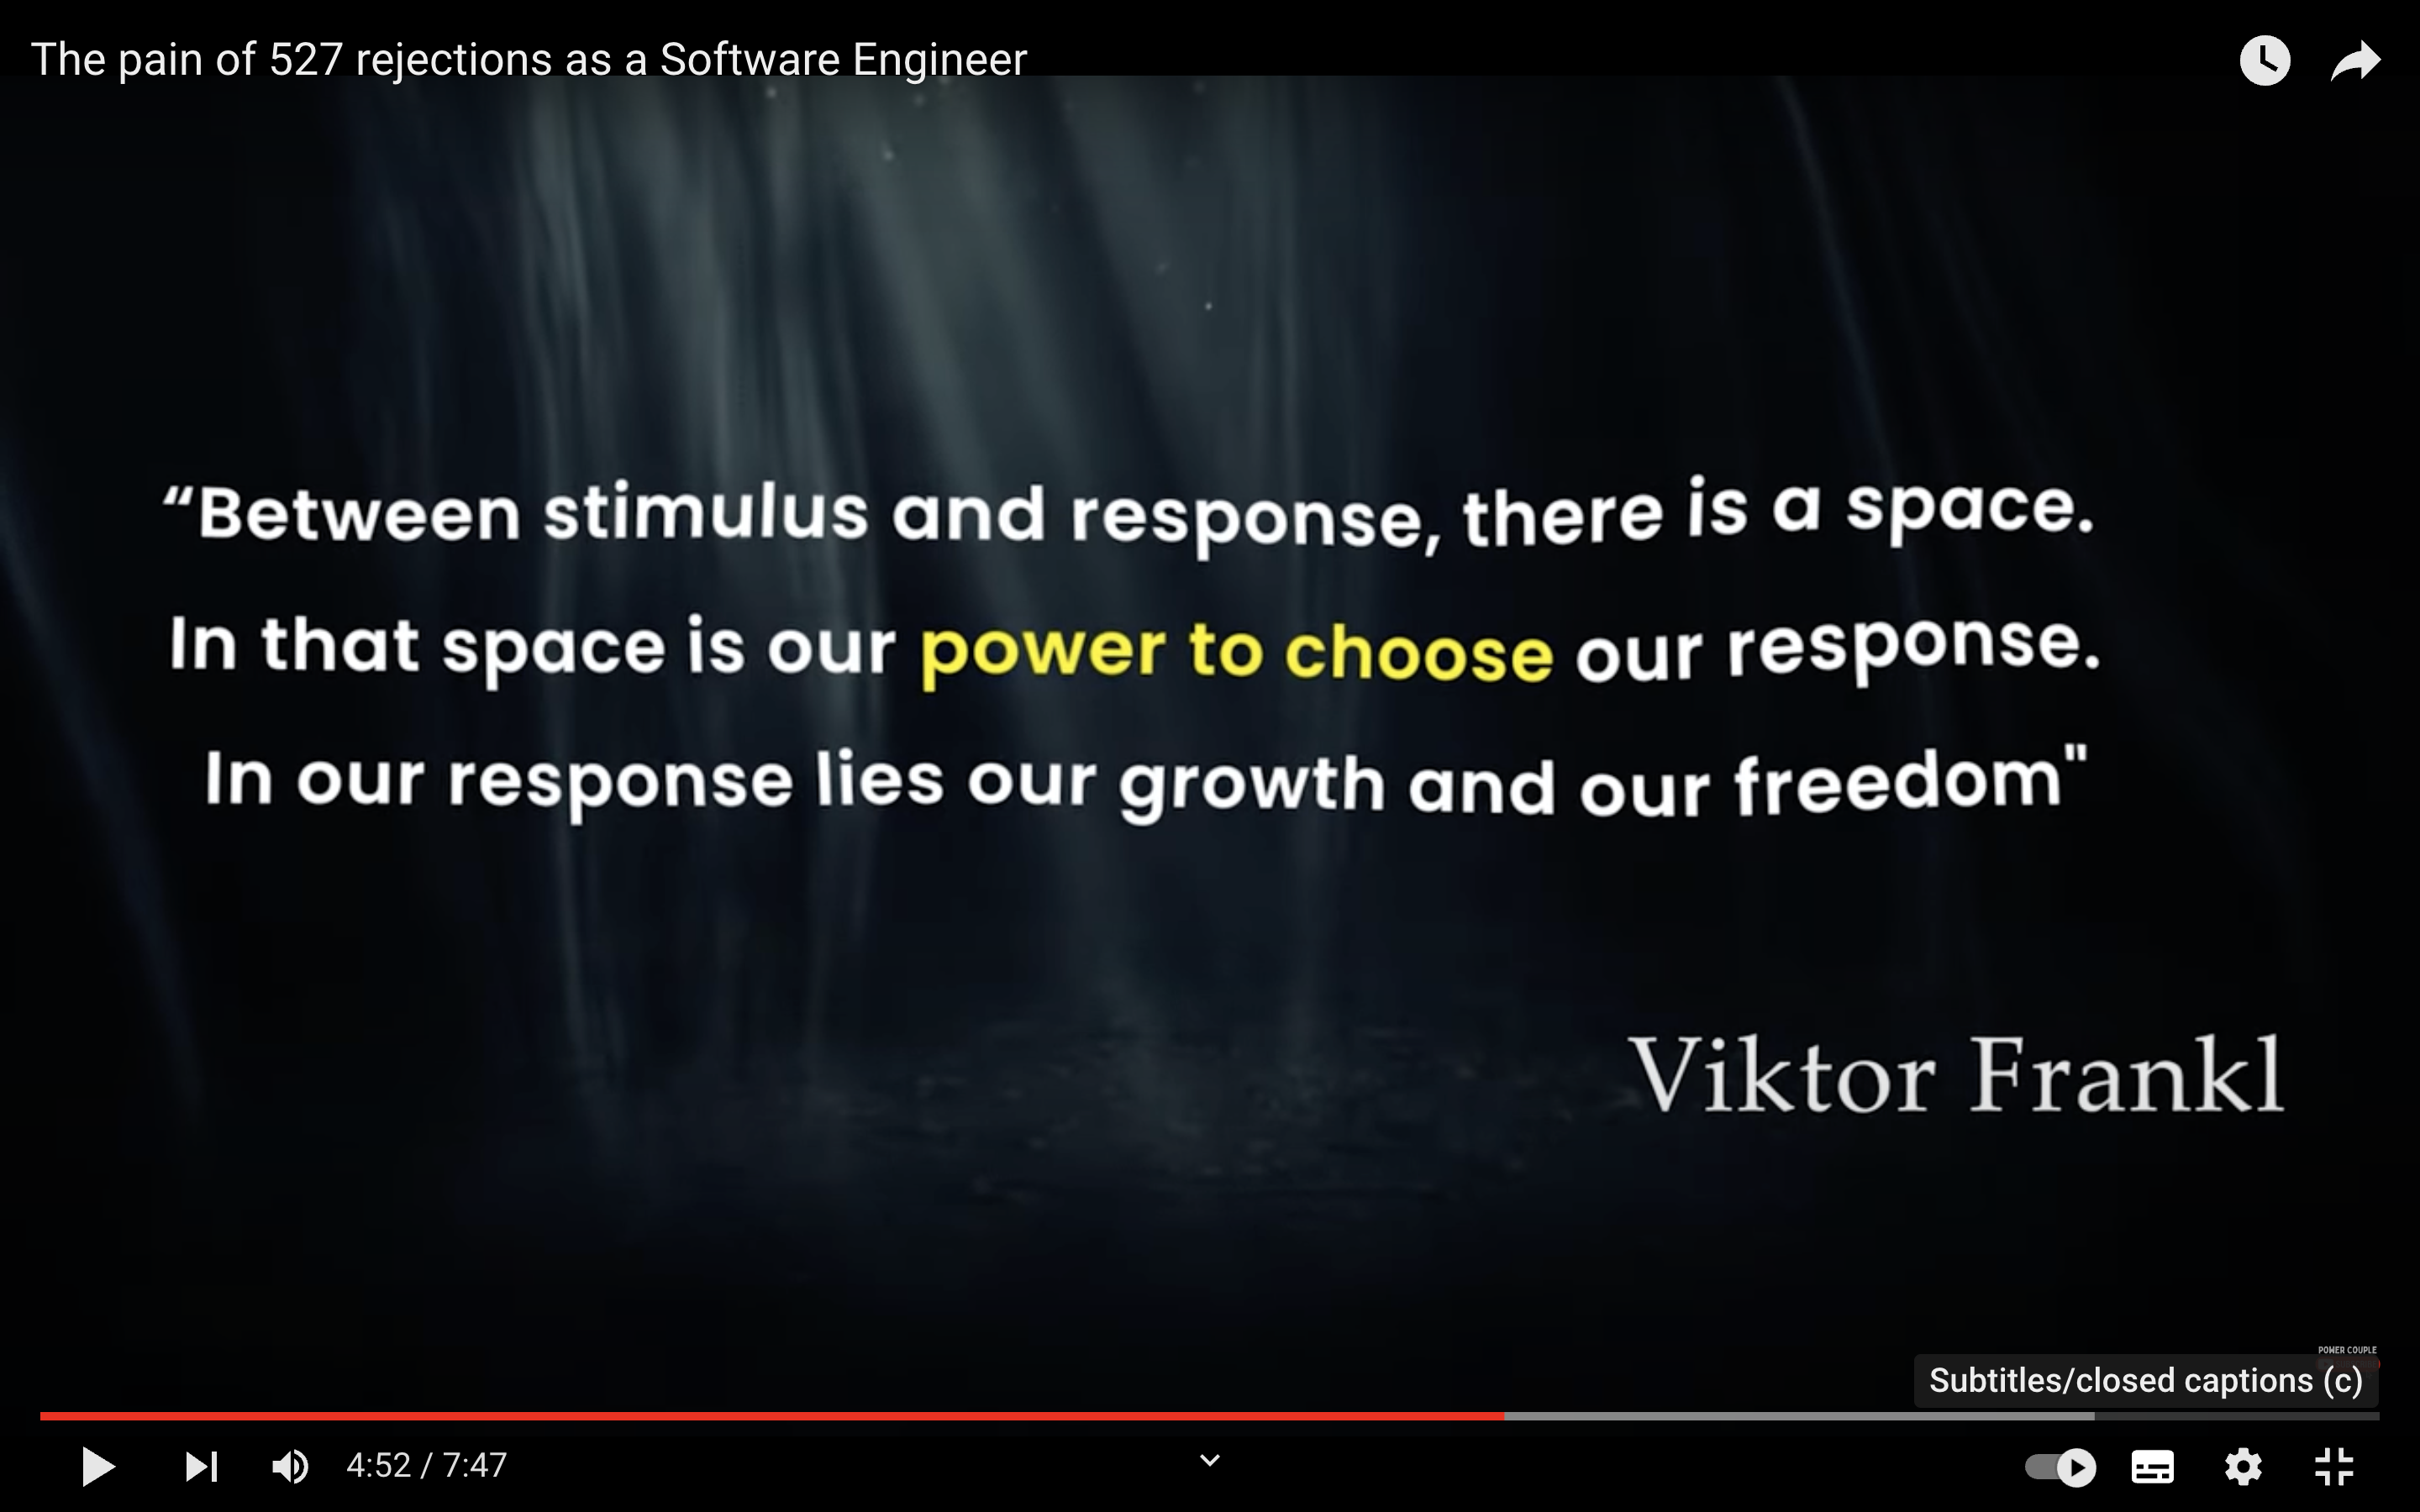 The pain of 527 rejections as a Software Engineer
“Between stimulus and response, there is a space.
In that space is our power to choose our response.
In our response lies our growth and our freedom"
Viktor Frankl
POWER COUPLE
Subtitles/closed captions (c)
4:52 / 7:47